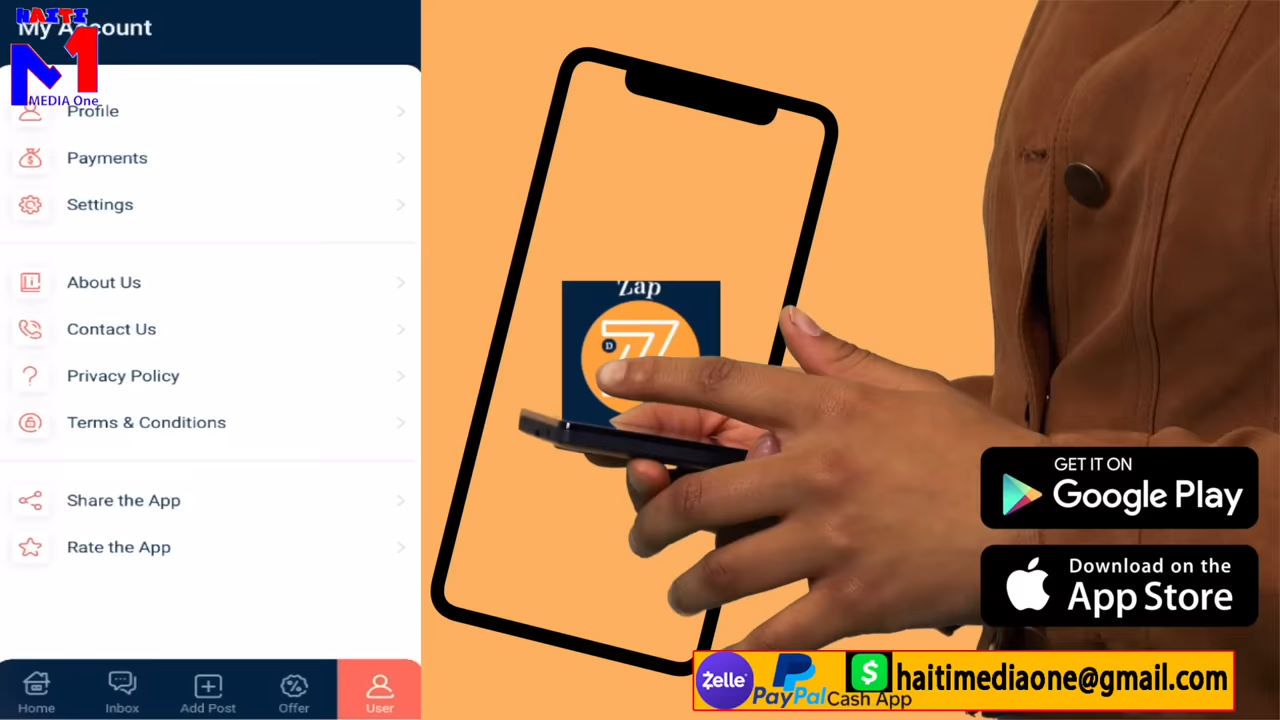 HAITI
My Account
M1
MEDIA One
Profile
Payments
Settings
About Us
Contact Us
Privacy Policy
Terms & Conditions
Share the App
Rate the App
Home
Inbox
Add Post
Offer
User
Zap
D
GET IT ON
Google Play
Download on the
App Store
Zelle
PayPal
$
Cash App
haitimediaone@gmail.com